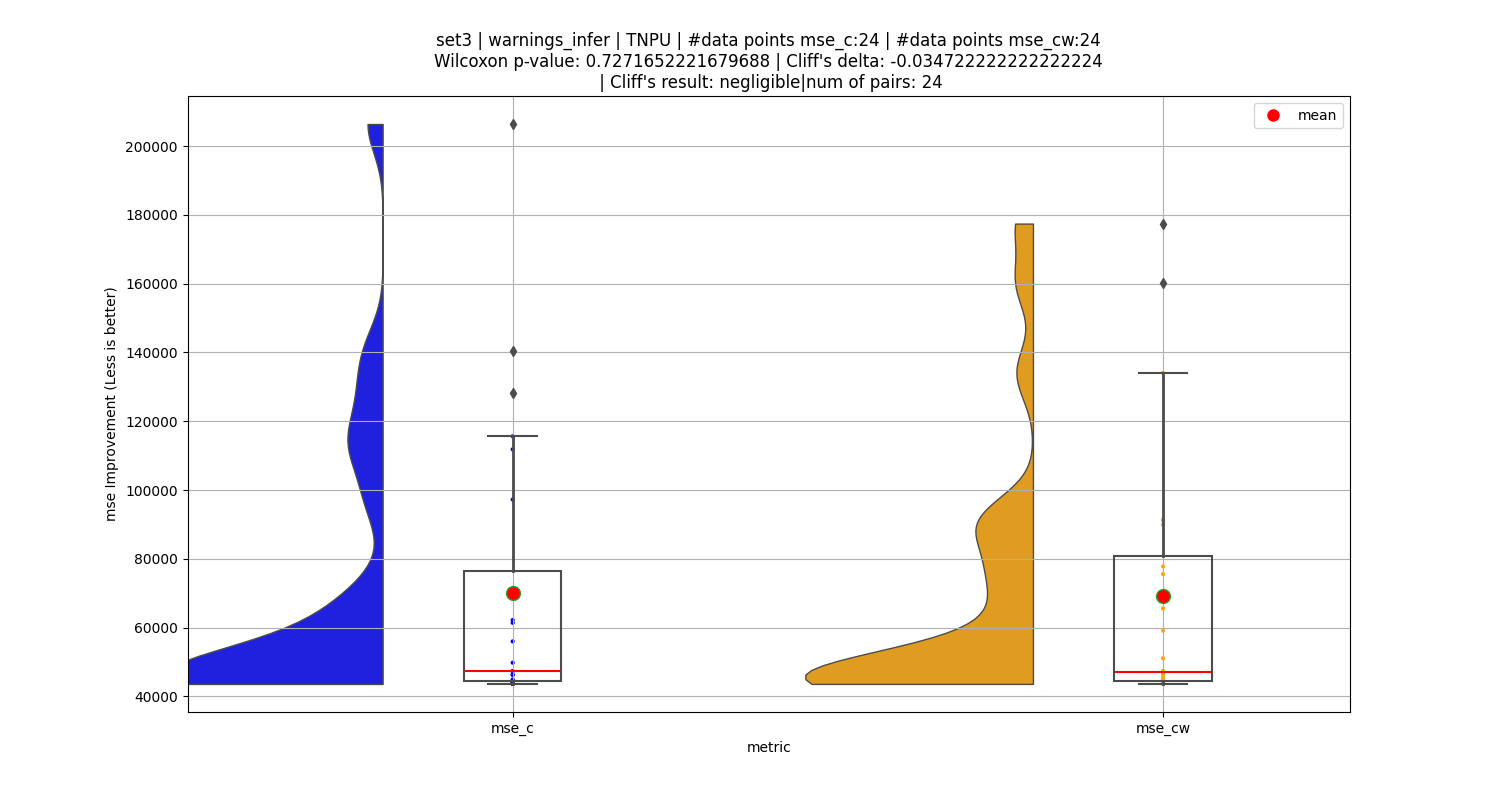 set3 | warnings_infer | TNPU | #data points mse_c:24 | #data points mse_cw:24
Wilcoxon p-value: 0.7271652221679688 | Cliff's delta: -0.034722222222222224
| Cliff's result: negligible|num of pairs: 24
mean
200000
180000
160000
140000
120000
100000
80000
60000
40000
mse Improvement (Less is better)
mse_c
mse_cw
metric